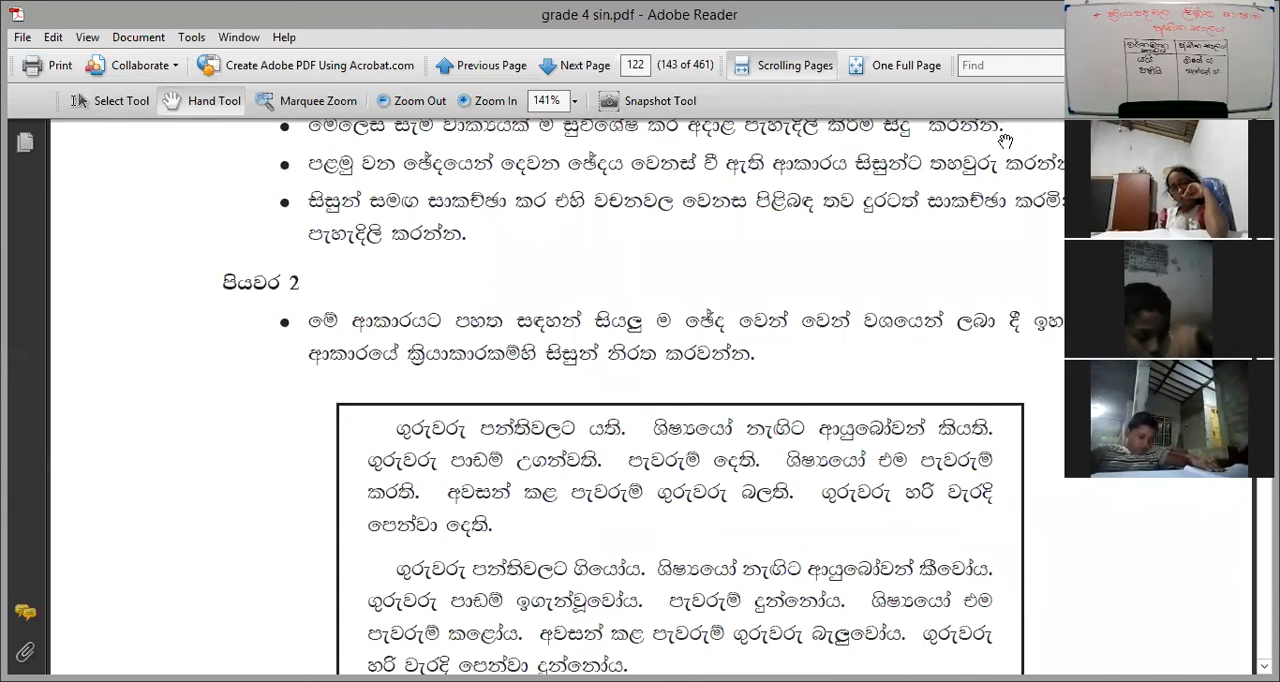 grade 4 sin.pdf - Adobe Reader
File Edit View Document Tools Window Help
Print Collaborate Create Adobe PDF Using Acrobat.com Previous Page Next Page 122 (143 of 461) Scrolling Pages One Full Page Find
Select Tool Hand Tool Marquee Zoom Zoom Out Zoom In 141% Snapshot Tool
• මෙලෙස සෑම වාක්‍යයක් ම සුවිශේෂ කර අදාළ පැහැදිලි කිරීම් සිදු කරන්න.
• පළමු වන ඡේදයෙන් දෙවන ඡේදය වෙනස් වී ඇති ආකාරය සිසුන්ට තහවුරු
• සිසුන් සමඟ සාකච්ඡා කර එහි වචනවල වෙනස පිළිබඳ තව දුරටත් සාකච්ඡා
පැහැදිලි කරන්න.
පියවර 2
• මේ ආකාරයට පහත සඳහන් සියලු ම ඡේද වෙන් වෙන් වශයෙන් ලබා දී
ආකාරයේ ක්‍රියාකාරකම්හි සිසුන් නිරත කරවන්න.
ගුරුවරු පන්තිවලට යති. ශිෂ්‍යයෝ නැඟිට ආයුබෝවන් කියති.
ගුරුවරු පාඩම් උගන්වති. පැවරුම් දෙති. ශිෂ්‍යයෝ එම පැවරුම්
කරති. අවසන් කළ පැවරුම් ගුරුවරු බලති. ගුරුවරු හරි වැරදි
පෙන්වා දෙති.
ගුරුවරු පන්තිවලට ගියෝය. ශිෂ්‍යයෝ නැඟිට ආයුබෝවන් කීවෝය.
ගුරුවරු පාඩම් ඉගැන්වූවෝය. පැවරුම් දුන්නෝය. ශිෂ්‍යයෝ එම
පැවරුම් කළෝය. අවසන් කළ පැවරුම් ගුරුවරු බැලුවෝය. ගුරුවරු
හරි වැරදි පෙන්වා දුන්නෝය.